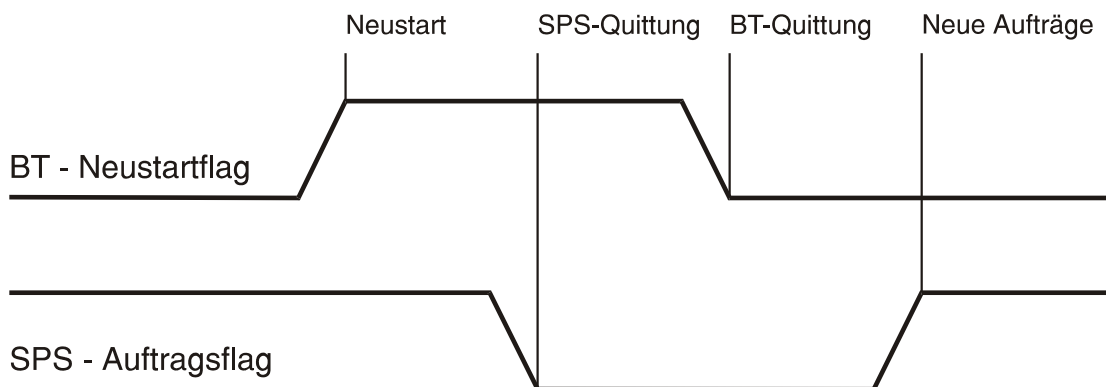 Neustart
SPS-Quittung
BT-Quittung
Neue Aufträge
BT - Neustartflag
SPS - Auftragsflag